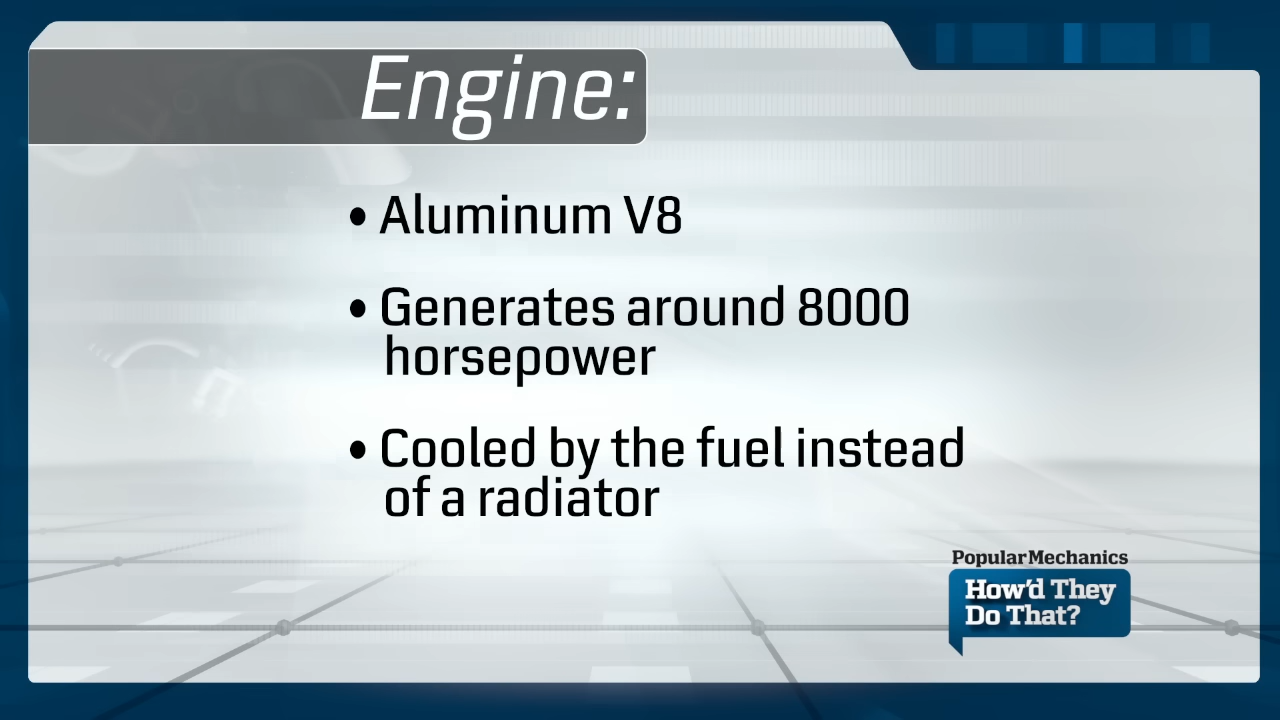 Engine:
• Aluminum V8
• Generates around 8000
horsepower
• Cooled by the fuel instead
of a radiator
PopularMechanics
How'd They
Do That?